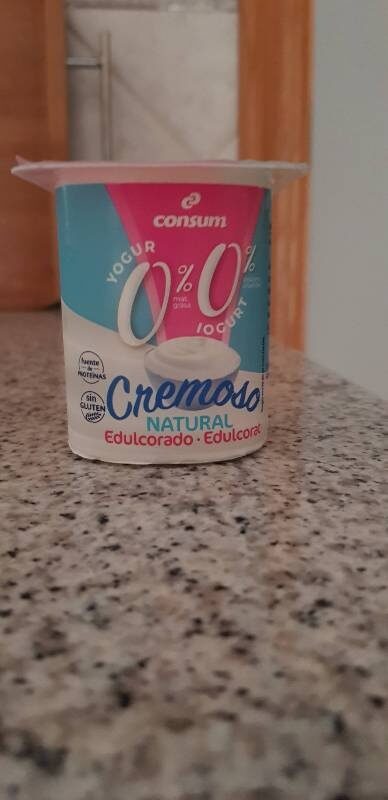 consum
YOGUR
0% 0%
mat.
grasa
IOGURT
fuente
de
PROTEÍNAS
sin
GLUTEN
Cremoso
NATURAL
Edulcorado · Edulcorat